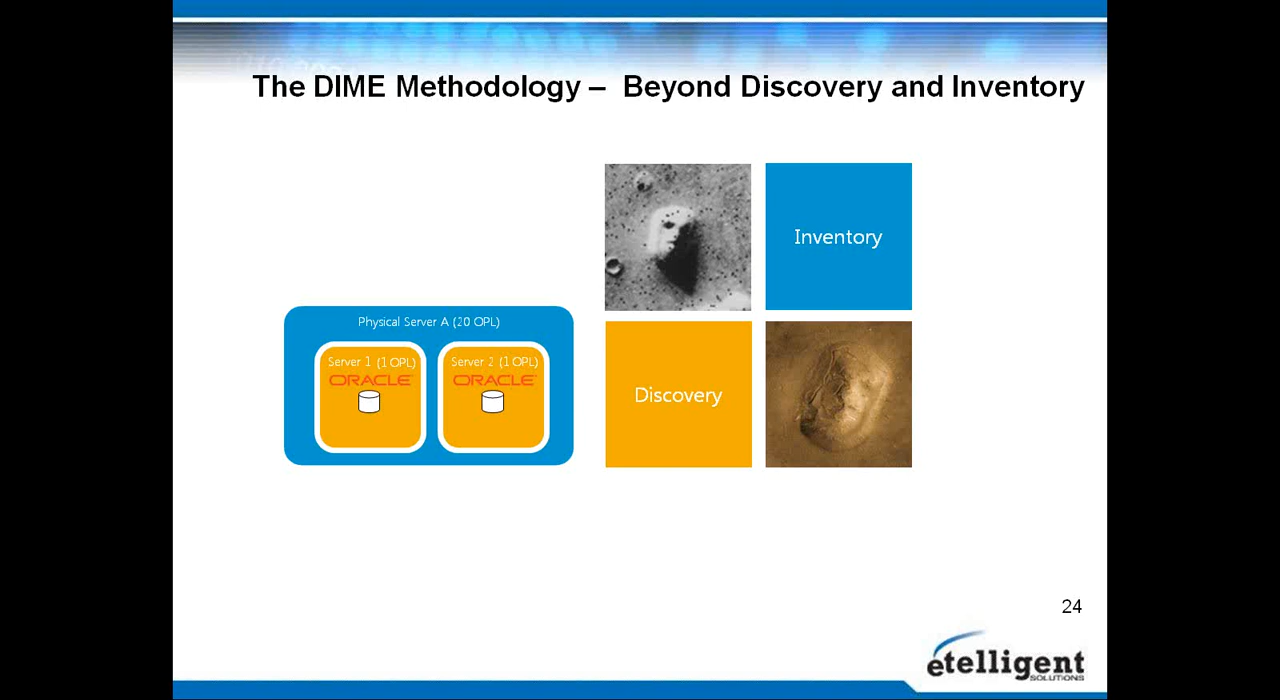 The DIME Methodology – Beyond Discovery and Inventory
Inventory
Physical Server A (20 OPL)
Server 1 (1 OPL)
Server 2 (1 OPL)
ORACLE
ORACLE
Discovery
24
etelligent
SOLUTIONS